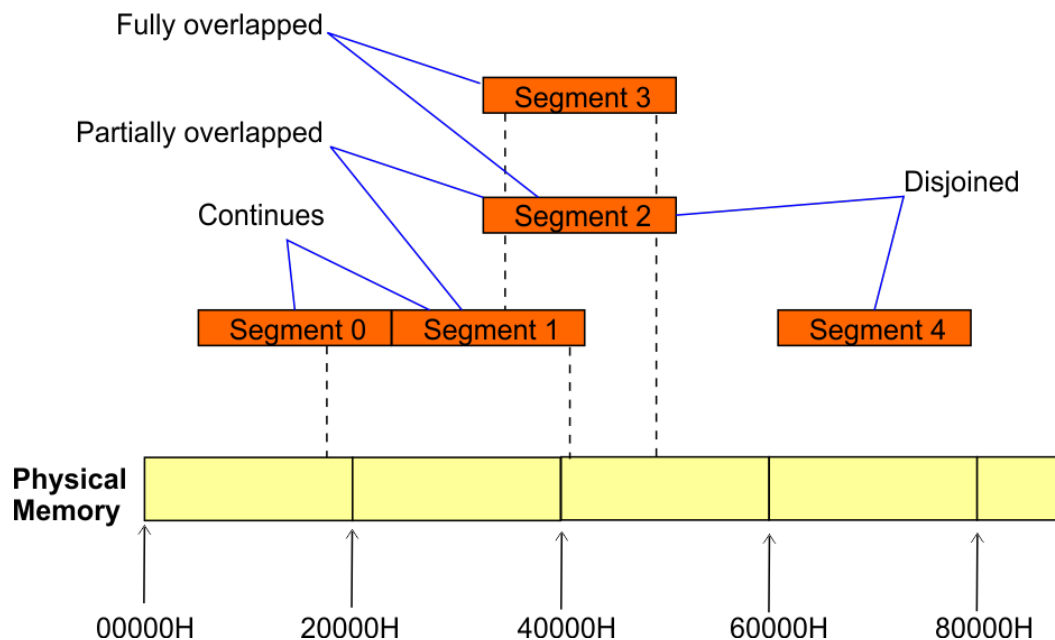 Fully overlapped
Segment 3
Partially overlapped
Disjoined
Segment 2
Continues
Segment 0
Segment 1
Segment 4
Physical
Memory
00000H
20000H
40000H
60000H
80000H